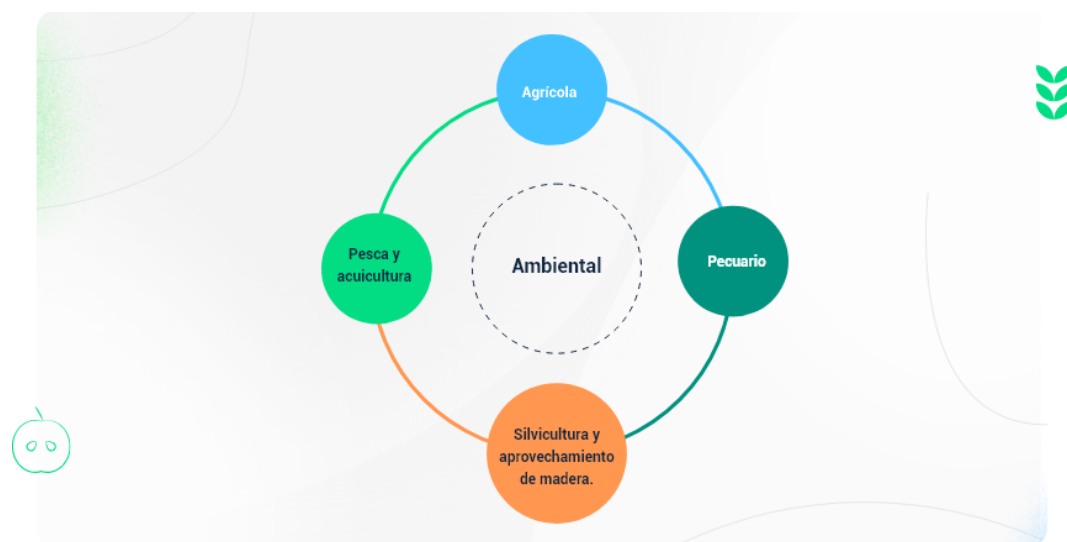 Agrícola
Pesca y
acuicultura
Ambiental
Pecuario
Silvicultura y
aprovechamiento
de madera.